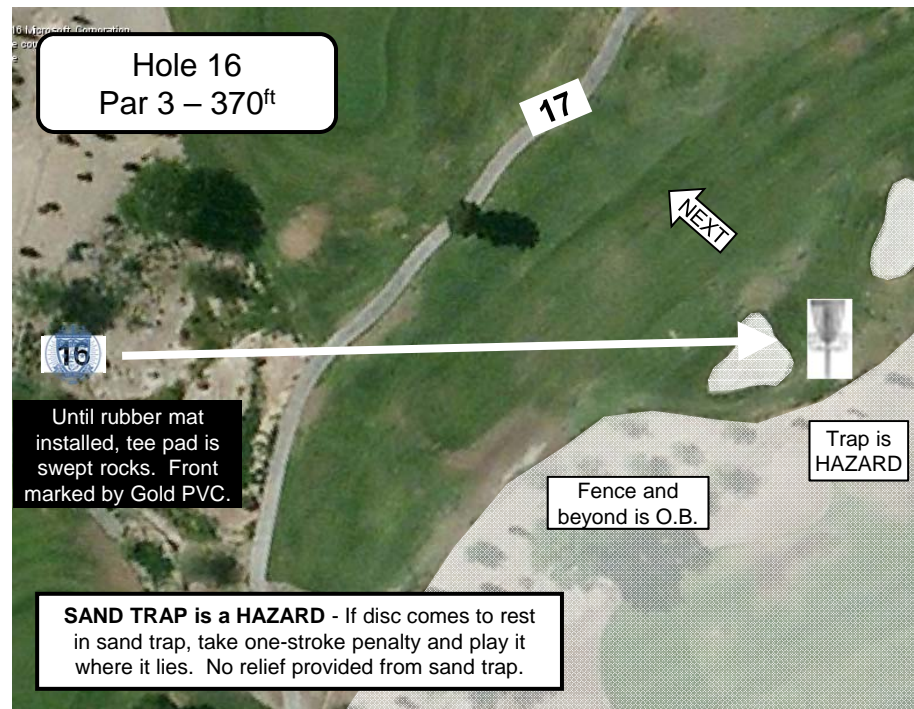 16 Microsoft Corporation
Hole 16
Par 3 – 370ft
17
NEXT
16
Until rubber mat
installed, tee pad is
swept rocks. Front
marked by Gold PVC.
Trap is
HAZARD
Fence and
beyond is O.B.
SAND TRAP is a HAZARD - If disc comes to rest
in sand trap, take one-stroke penalty and play it
where it lies. No relief provided from sand trap.